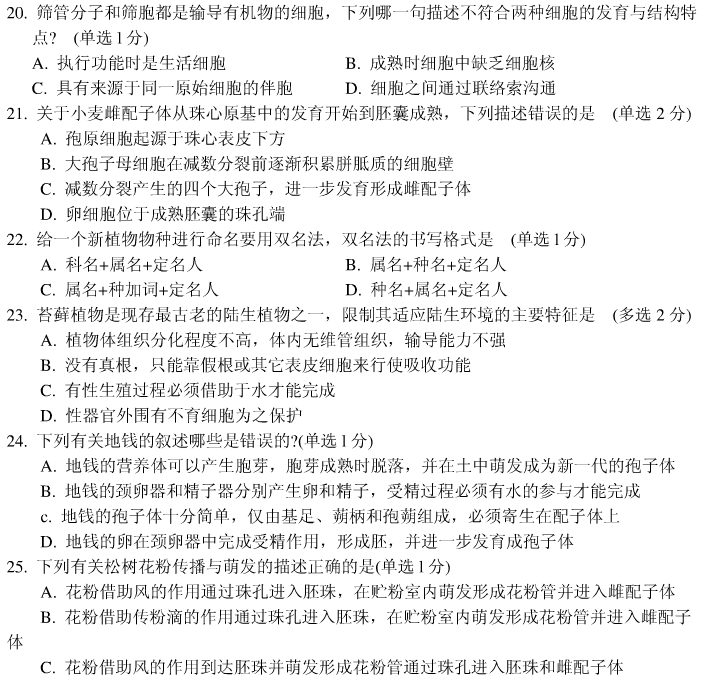 20. 筛管分子和筛胞都是输导有机物的细胞，下列哪一句描述不符合两种细胞的发育与结构特
点? (单选 1 分)
A. 执行功能时是生活细胞 B. 成熟时细胞中缺乏细胞核
C. 具有来源于同一原始细胞的伴胞 D. 细胞之间通过联络索沟通
21. 关于小麦雌配子体从珠心原基中的发育开始到胚囊成熟，下列描述错误的是 (单选 2 分)
A. 孢原细胞起源于珠心表皮下方
B. 大孢子母细胞在减数分裂前逐渐积累胼胝质的细胞壁
C. 减数分裂产生的四个大孢子，进一步发育形成雌配子体
D. 卵细胞位于成熟胚囊的珠孔端
22. 给一个新植物物种进行命名要用双名法，双名法的书写格式是 (单选 1 分)
A. 科名+属名+定名人 B. 属名+种名+定名人
C. 属名+种加词+定名人 D. 种名+属名+定名人
23. 苔藓植物是现存最古老的陆生植物之一，限制其适应陆生环境的主要特征是 (多选 2 分)
A. 植物体组织分化程度不高，体内无维管组织，输导能力不强
B. 没有真根，只能靠假根或其它表皮细胞来行使吸收功能
C. 有性生殖过程必须借助于水才能完成
D. 性器官外围有不育细胞为之保护
24. 下列有关地钱的叙述哪些是错误的?(单选 1 分)
A. 地钱的营养体可以产生胞芽，胞芽成熟时脱落，并在土中萌发成为新一代的孢子体
B. 地钱的颈卵器和精子器分别产生卵和精子，受精过程必须有水的参与才能完成
c. 地钱的孢子体十分简单，仅由基足、蒴柄和孢蒴组成，必须寄生在配子体上
D. 地钱的卵在颈卵器中完成受精作用，形成胚，并进一步发育成孢子体
25. 下列有关松树花粉传播与萌发的描述正确的是(单选 1 分)
A. 花粉借助风的作用通过珠孔进入胚珠，在贮粉室内萌发形成花粉管并进入雌配子体
B. 花粉借助传粉滴的作用通过珠孔进入胚珠，在贮粉室内萌发形成花粉管并进入雌配子
体
C. 花粉借助风的作用到达胚珠并萌发形成花粉管通过珠孔进入胚珠和雌配子体